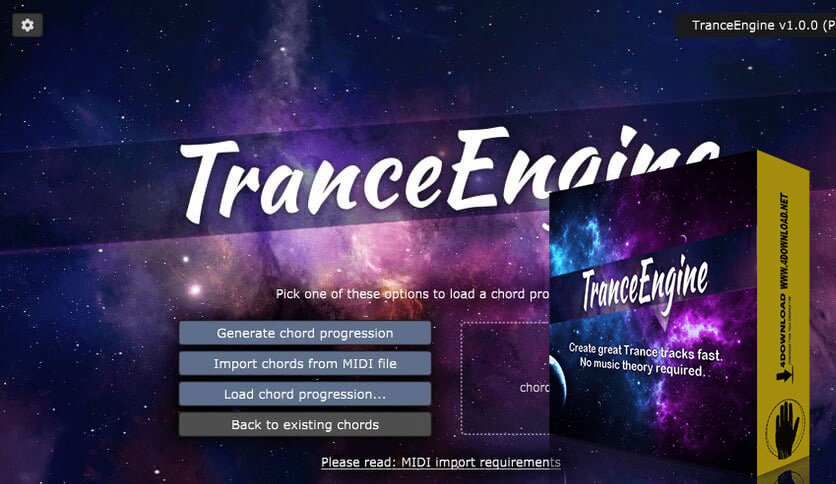 TranceEngine v1.0.0 (P
TranceEngine
Pick one of these options to load a chord pro
Generate chord progression
Import chords from MIDI file
Load chord progression...
Back to existing chords
chord
Please read: MIDI import requirements
TranceEngine
Create great Trance tracks fast.
No music theory required.
4DOWNLOAD WWW.4DOWNLOAD.NET